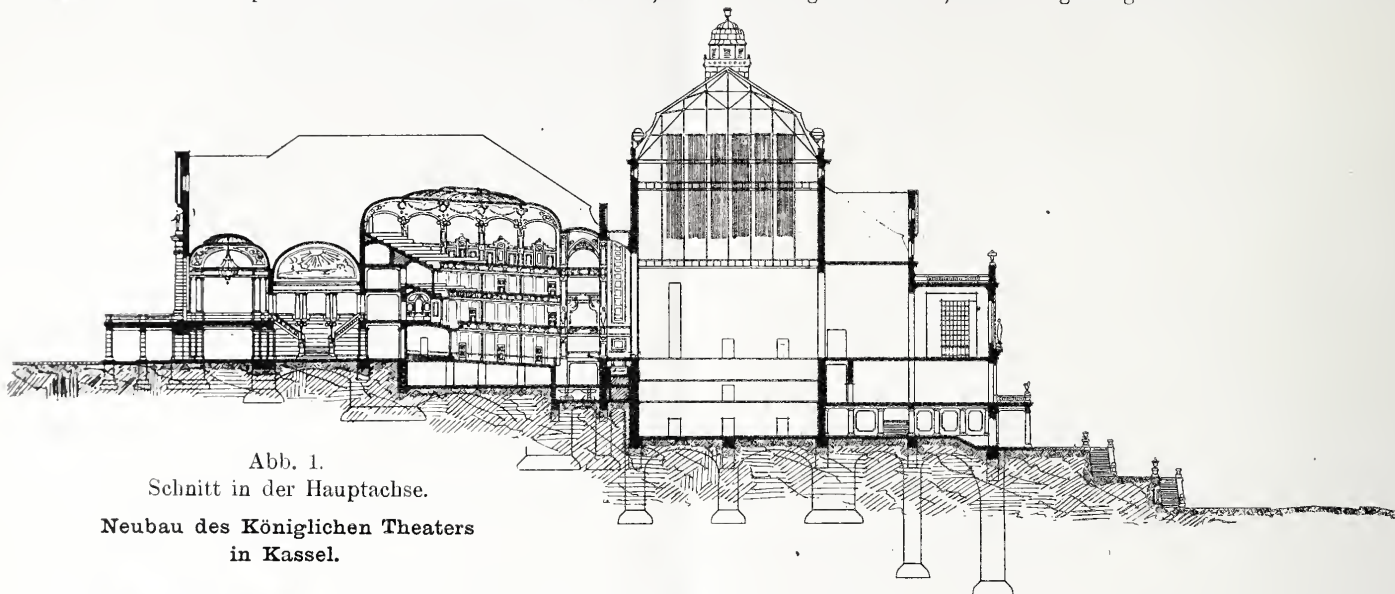 Abb. 1.
Schnitt in der Hauptachse.
Neubau des Königlichen Theaters
in Kassel.